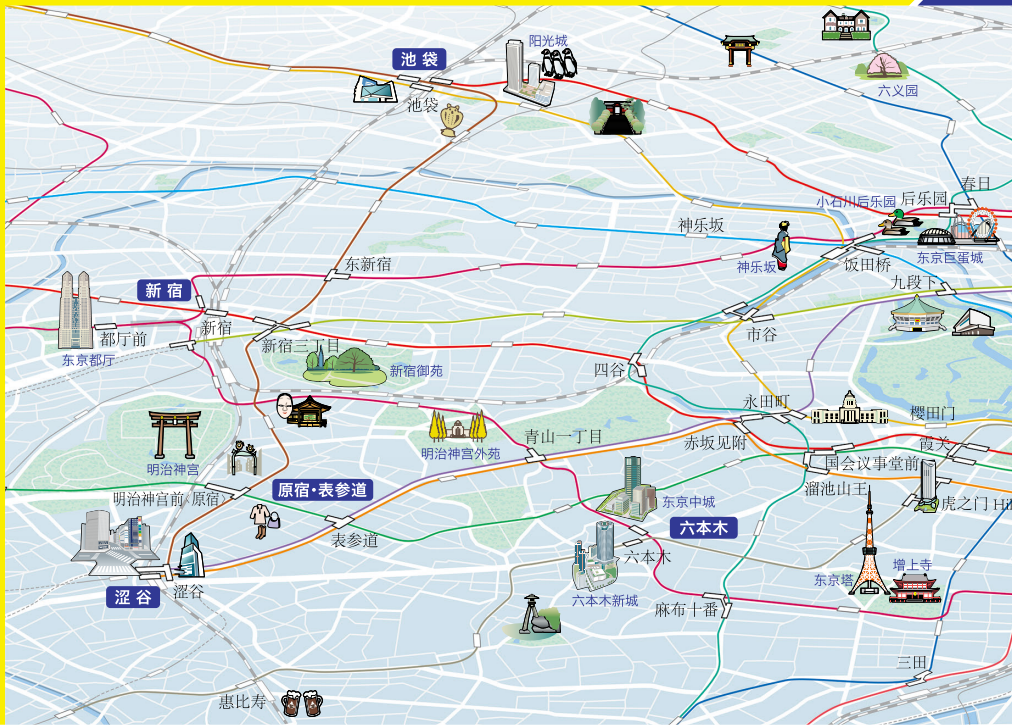 阳光城
池袋
池袋
六义园
春日
小石川后乐园
后乐园
神乐坂
神乐坂
饭田桥
东京巨蛋城
东新宿
九段下
新宿
新宿
都厅前
东京都厅
新宿三丁目
新宿御苑
市谷
四谷
永田町
樱田门
明治神宫
明治神宫外苑
青山一丁目
赤坂见附
霞关
国会议事堂前
溜池山王
明治神宫前〈原宿〉
原宿·表参道
东京中城
虎之门 Hil
表参道
六本木
六本木
涩谷
涩谷
东京塔
增上寺
六本木新城
麻布十番
三田
惠比寿